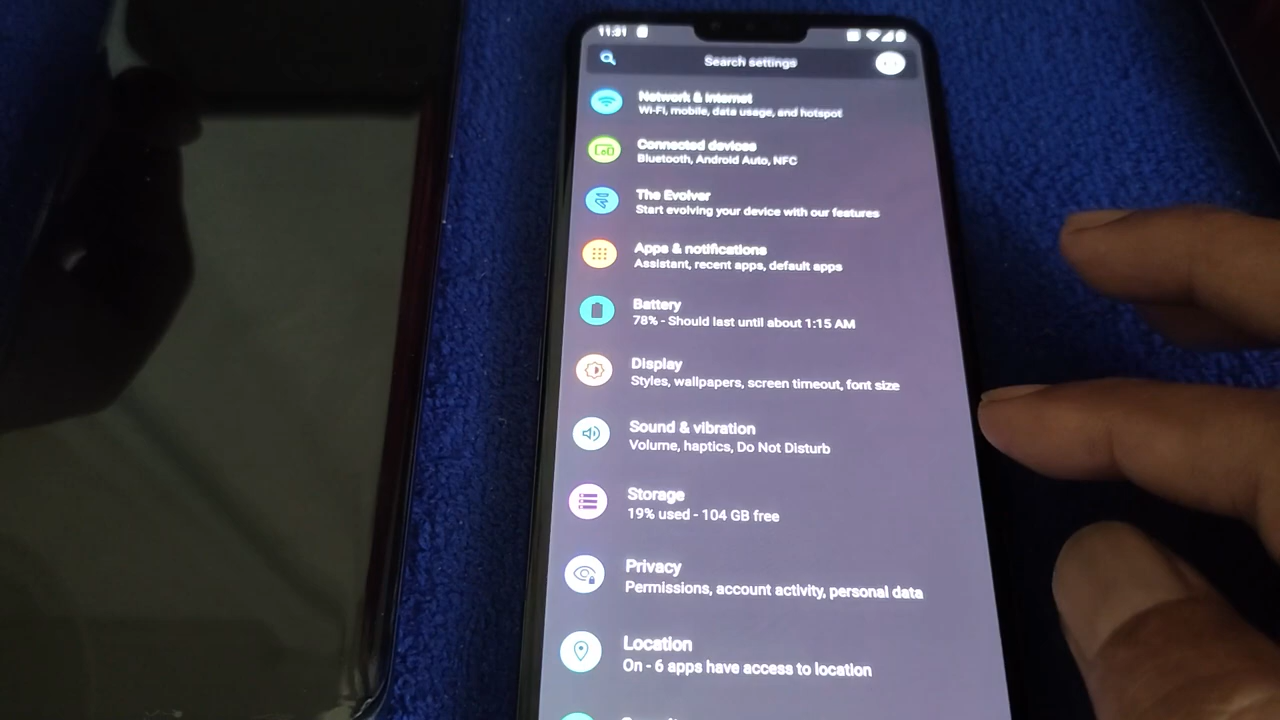 11:31
Search settings
Network & internet
Wi-Fi, mobile, data usage, and hotspot
Connected devices
Bluetooth, Android Auto, NFC
The Evolver
Start evolving your device with our features
Apps & notifications
Assistant, recent apps, default apps
Battery
78% - Should last until about 1:15 AM
Display
Styles, wallpapers, screen timeout, font size
Sound & vibration
Volume, haptics, Do Not Disturb
Storage
19% used - 104 GB free
Privacy
Permissions, account activity, personal data
Location
On - 6 apps have access to location